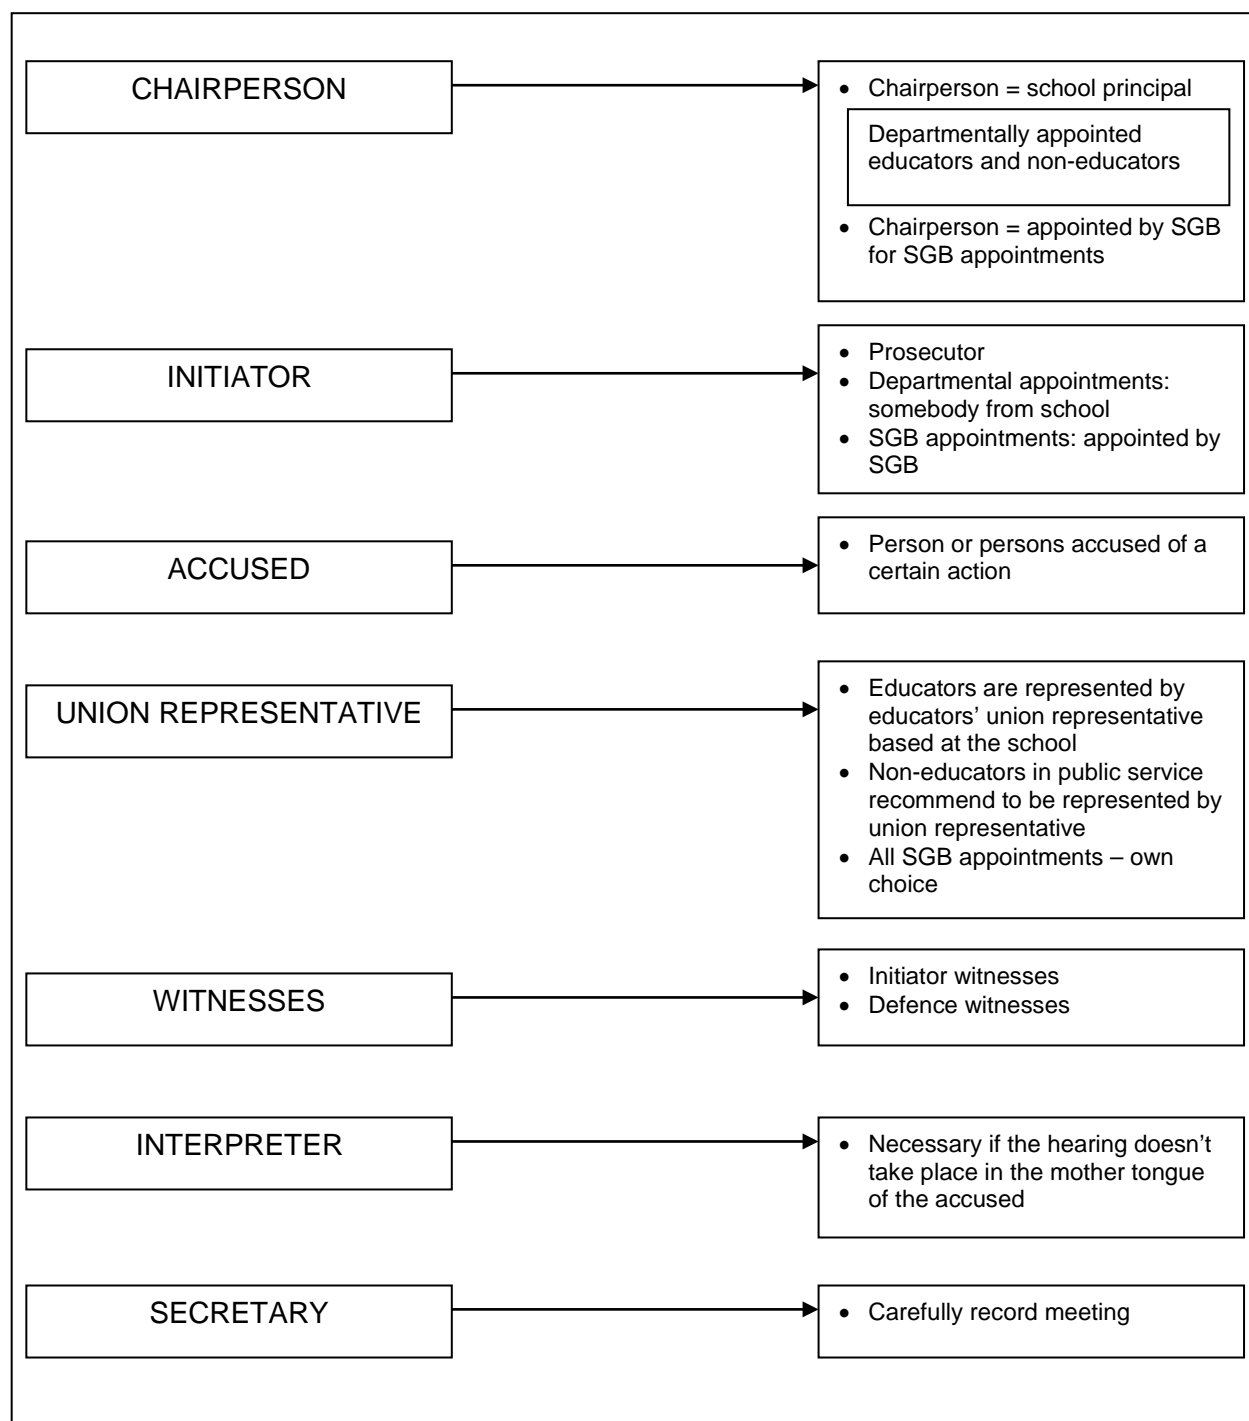 CHAIRPERSON
• Chairperson = school principal
Departmentally appointed
educators and non-educators
• Chairperson = appointed by SGB
for SGB appointments
INITIATOR
• Prosecutor
• Departmental appointments:
somebody from school
• SGB appointments: appointed by
SGB
ACCUSED
• Person or persons accused of a
certain action
UNION REPRESENTATIVE
• Educators are represented by
educators’ union representative
based at the school
• Non-educators in public service
recommend to be represented by
union representative
• All SGB appointments – own
choice
WITNESSES
• Initiator witnesses
• Defence witnesses
INTERPRETER
• Necessary if the hearing doesn’t
take place in the mother tongue
of the accused
SECRETARY
• Carefully record meeting